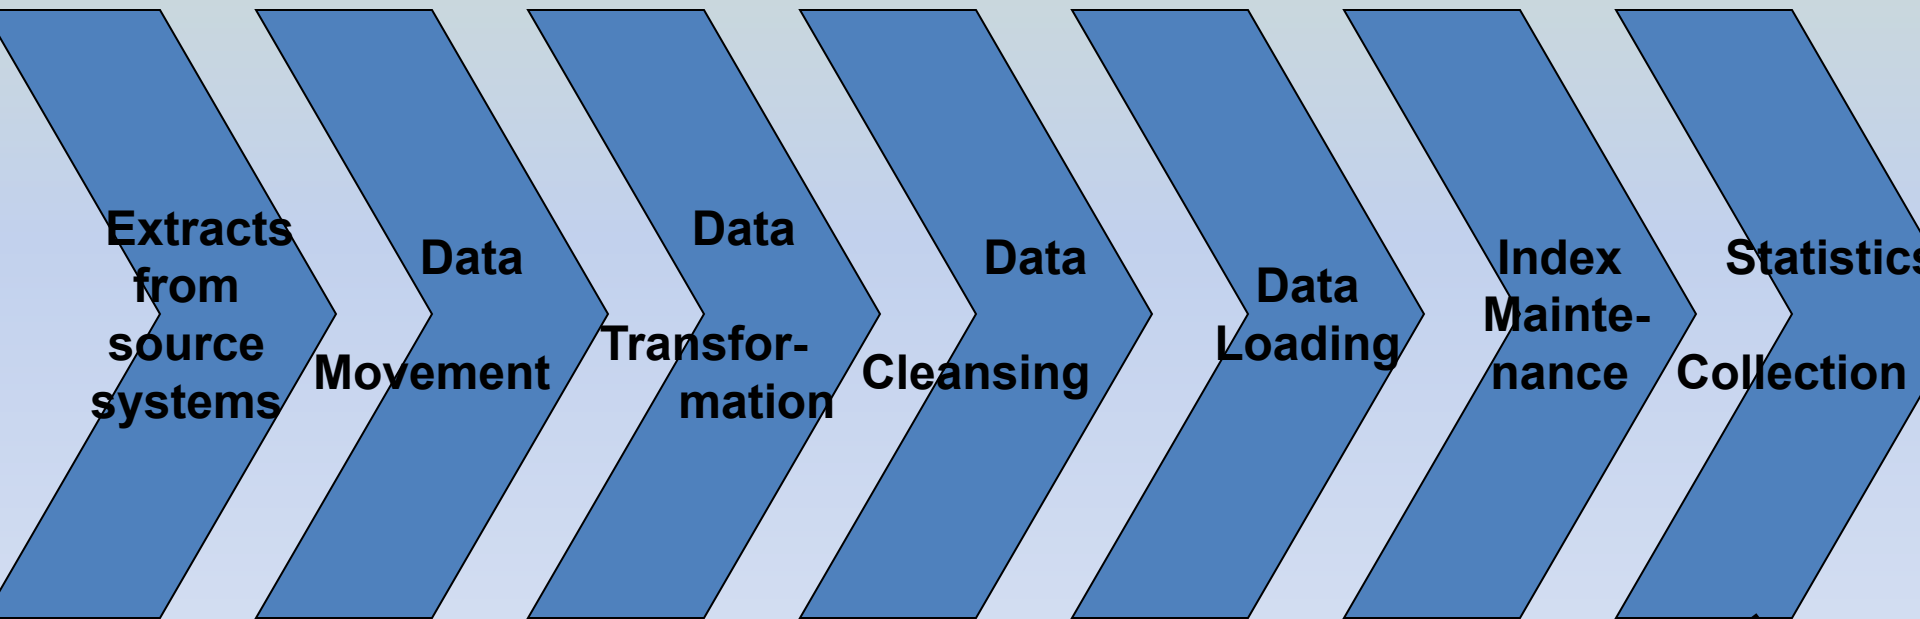 Extracts
from
source
systems
Data
Movement
Data
Transfor-
mation
Data
Cleansing
Data
Loading
Index
Mainte-
nance
Statistics
Collection